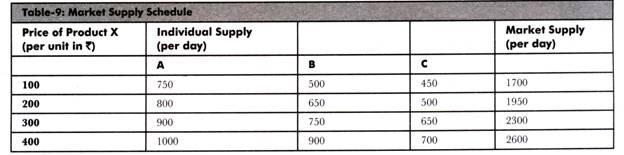 Table-9: Market Supply Schedule
Price of Product X Individual Supply Market Supply
(per unit in ₹) (per day) (per day)
A B C
100 750 500 450 1700
200 800 650 500 1950
300 900 750 650 2300
400 1000 900 700 2600